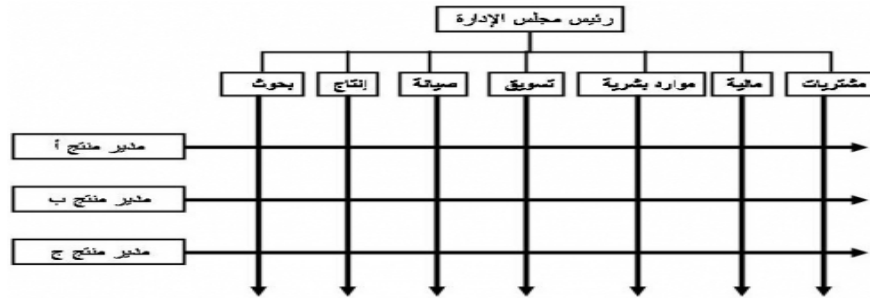 رئيس مجلس الإدارة
مشتريات
مالية
موارد بشرية
تسويق
صيانة
إنتاج
بحوث
مدير منتج أ
مدير منتج ب
مدير منتج ج